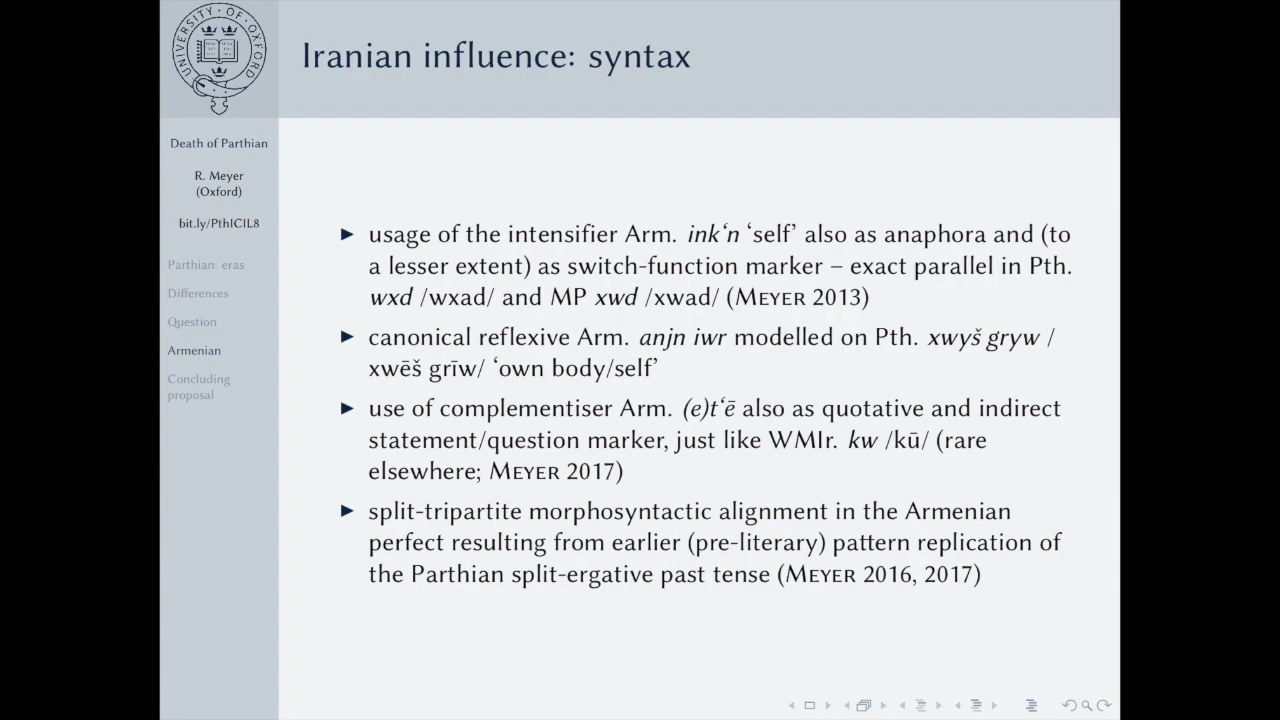 UNIVERSITY OF OXFORD
Iranian influence: syntax
Death of Parthian
R. Meyer
(Oxford)
bit.ly/PthICIL8
Parthian: eras
Differences
Question
Armenian
Concluding
proposal
▶ usage of the intensifier Arm. ink‘n ‘self’ also as anaphora and (to
a lesser extent) as switch-function marker – exact parallel in Pth.
wxd /wxad/ and MP xwd /xwad/ (MEYER 2013)
▶ canonical reflexive Arm. anjn iwr modelled on Pth. xwyš gryw /
xwēš grīw/ ‘own body/self’
▶ use of complementiser Arm. (e)t‘ē also as quotative and indirect
statement/question marker, just like WMIr. kw /kū/ (rare
elsewhere; MEYER 2017)
▶ split-tripartite morphosyntactic alignment in the Armenian
perfect resulting from earlier (pre-literary) pattern replication of
the Parthian split-ergative past tense (MEYER 2016, 2017)